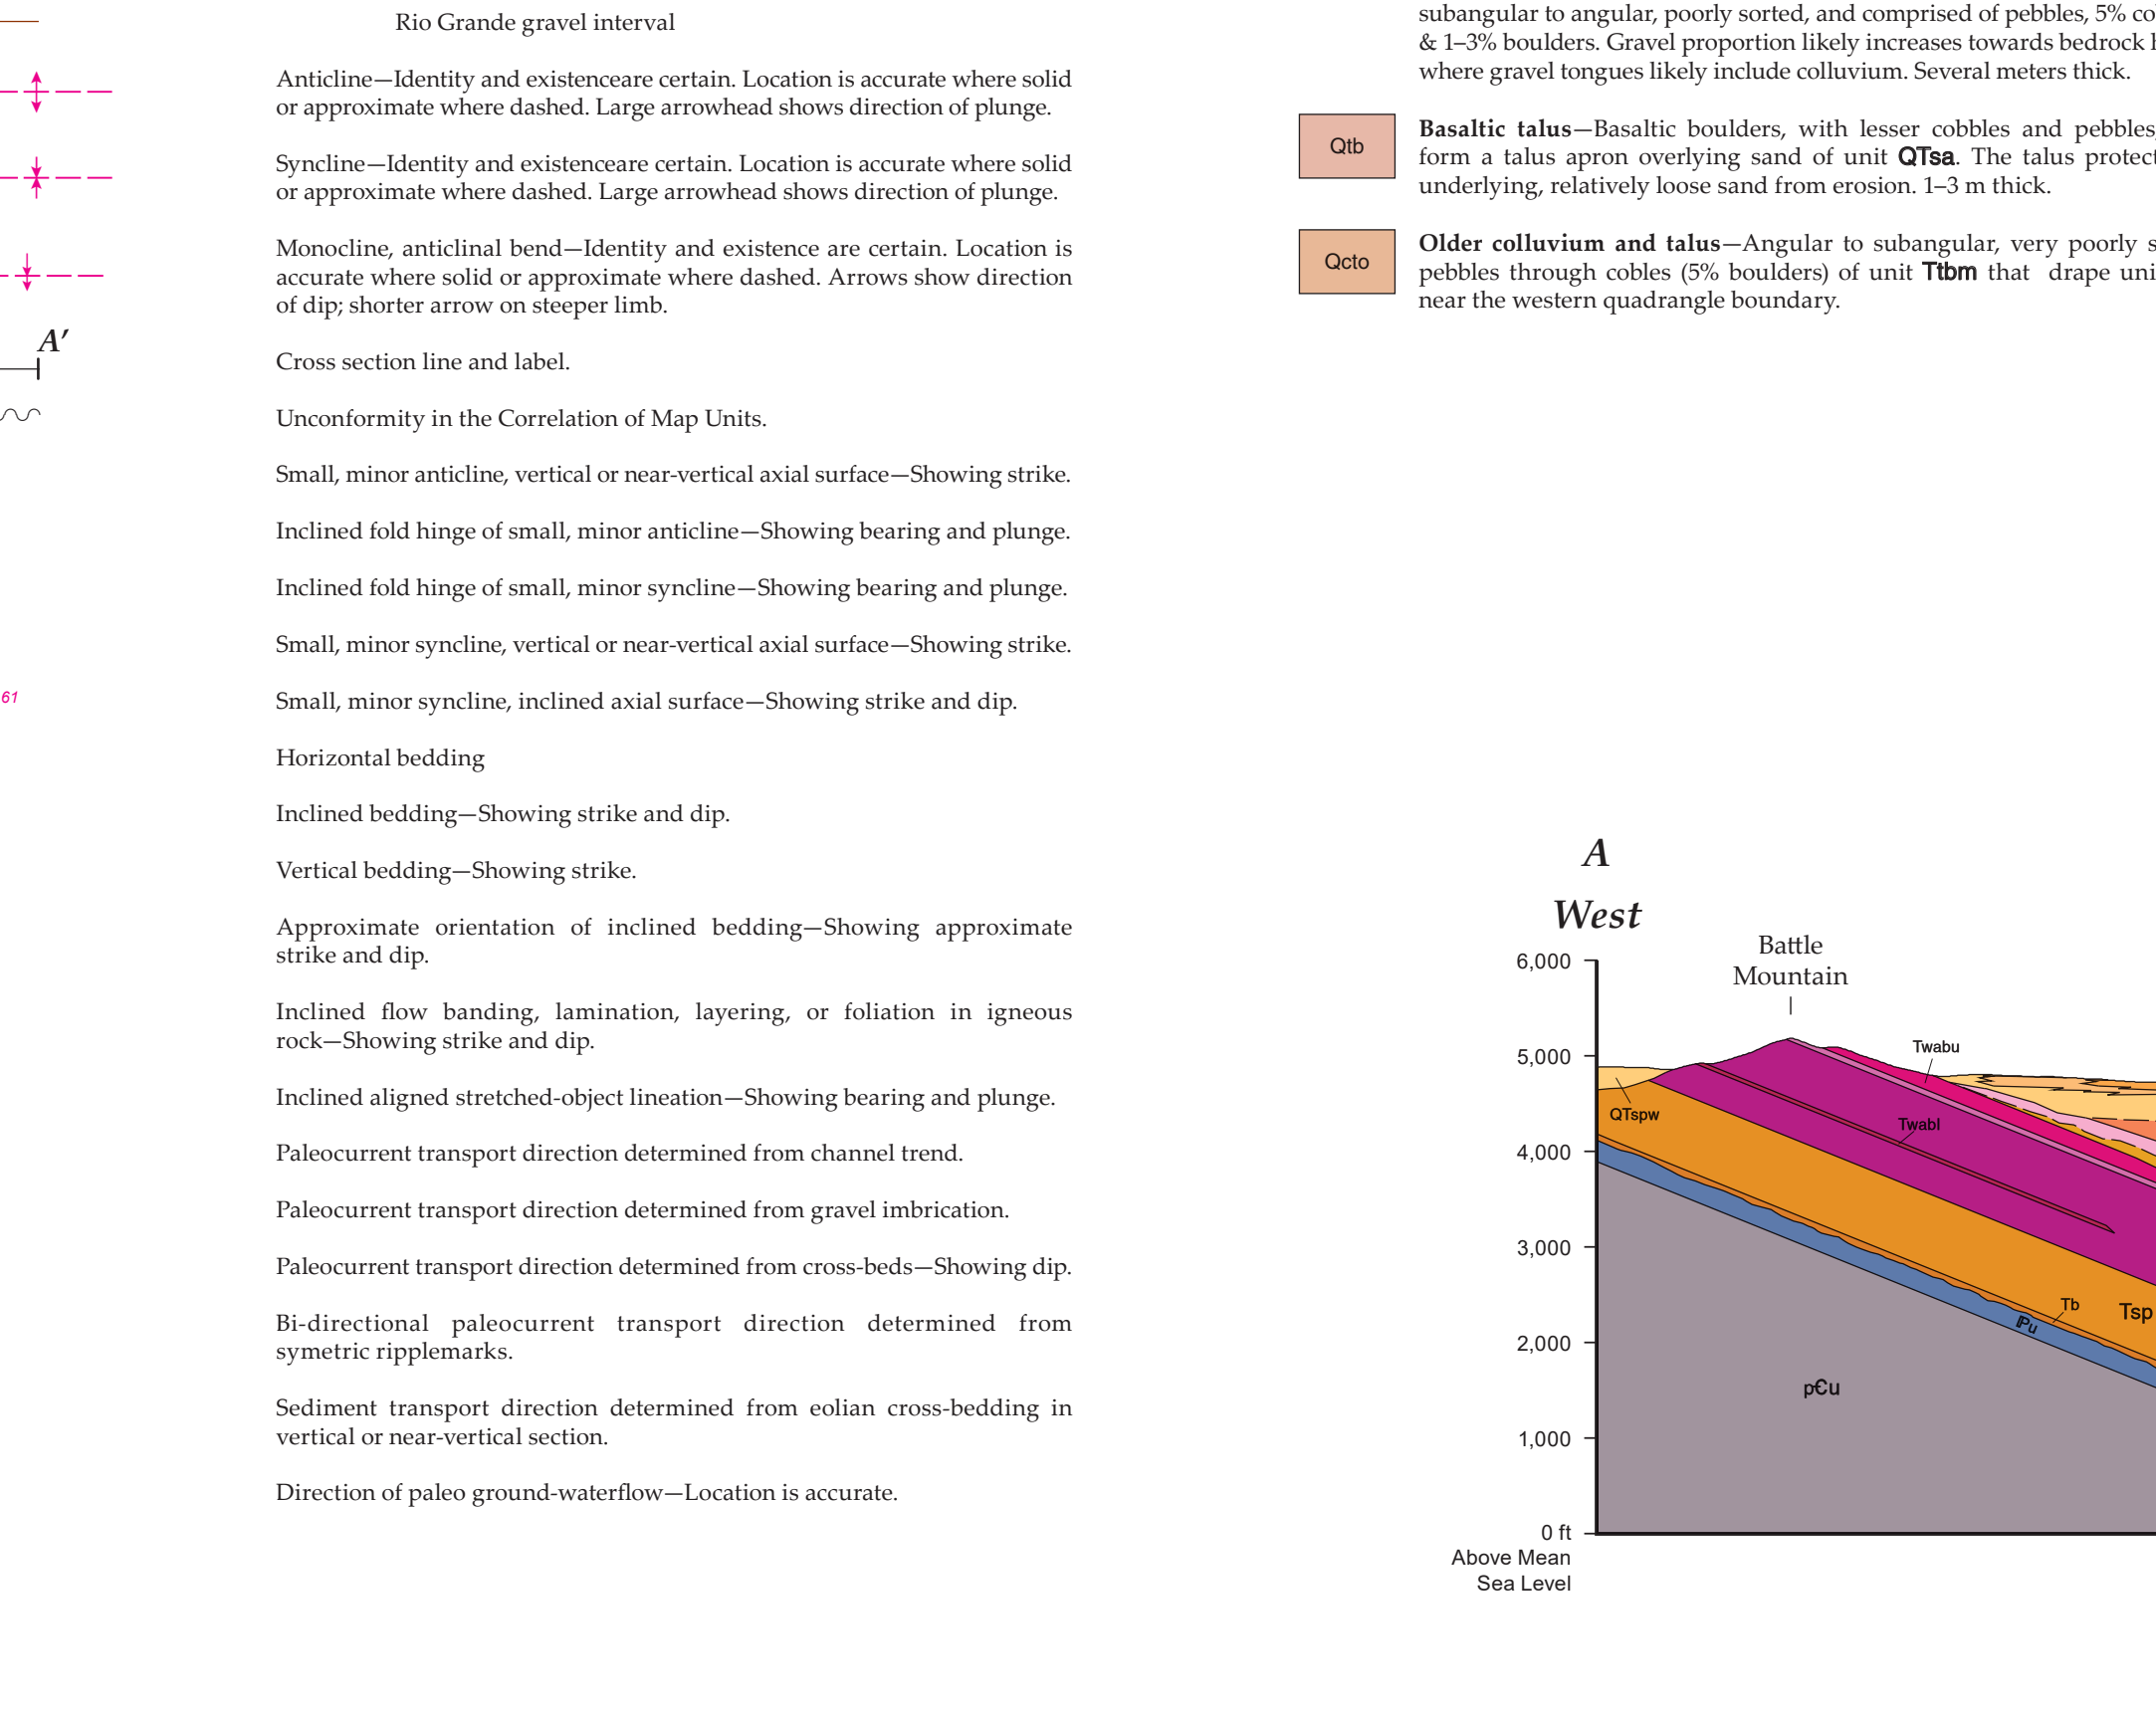 Rio Grande gravel interval
Anticline—Identity and existenceare certain. Location is accurate where solid
or approximate where dashed. Large arrowhead shows direction of plunge.
Syncline—Identity and existenceare certain. Location is accurate where solid
or approximate where dashed. Large arrowhead shows direction of plunge.
Monocline, anticlinal bend—Identity and existence are certain. Location is
accurate where solid or approximate where dashed. Arrows show direction
of dip; shorter arrow on steeper limb.
A′
Cross section line and label.
Unconformity in the Correlation of Map Units.
Small, minor anticline, vertical or near-vertical axial surface—Showing strike.
Inclined fold hinge of small, minor anticline—Showing bearing and plunge.
Inclined fold hinge of small, minor syncline—Showing bearing and plunge.
Small, minor syncline, vertical or near-vertical axial surface—Showing strike.
61
Small, minor syncline, inclined axial surface—Showing strike and dip.
Horizontal bedding
Inclined bedding—Showing strike and dip.
Vertical bedding—Showing strike.
Approximate orientation of inclined bedding—Showing approximate
strike and dip.
Inclined flow banding, lamination, layering, or foliation in igneous
rock—Showing strike and dip.
Inclined aligned stretched-object lineation—Showing bearing and plunge.
Paleocurrent transport direction determined from channel trend.
Paleocurrent transport direction determined from gravel imbrication.
Paleocurrent transport direction determined from cross-beds—Showing dip.
Bi-directional paleocurrent transport direction determined from
symetric ripplemarks.
Sediment transport direction determined from eolian cross-bedding in
vertical or near-vertical section.
Direction of paleo ground-waterflow—Location is accurate.
subangular to angular, poorly sorted, and comprised of pebbles, 5%
& 1–3% boulders. Gravel proportion likely increases towards bedrock
where gravel tongues likely include colluvium. Several meters thick.
Qtb
Basaltic talus—Basaltic boulders, with lesser cobbles and pebbles,
form a talus apron overlying sand of unit QTsa. The talus protect
underlying, relatively loose sand from erosion. 1–3 m thick.
Qcto
Older colluvium and talus—Angular to subangular, very poorly
pebbles through cobles (5% boulders) of unit Ttbm that drape
near the western quadrangle boundary.
A
West
Battle
Mountain
6,000
5,000
4,000
3,000
2,000
1,000
0 ft
Above Mean
Sea Level
Twabu
QTspw
Twabl
Tb
Tsp
ℙu
p€u